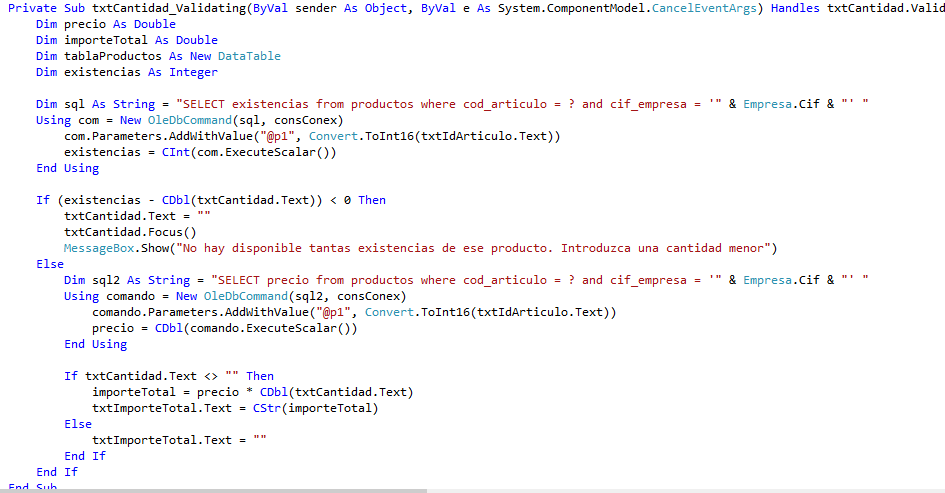 Private Sub txtCantidad_Validating(ByVal sender As Object, ByVal e As System.ComponentModel.CancelEventArgs) Handles txtCantidad.Valid
Dim precio As Double
Dim importeTotal As Double
Dim tablaProductos As New DataTable
Dim existencias As Integer
Dim sql As String = "SELECT existencias from productos where cod_articulo = ? and cif_empresa = '" & Empresa.Cif & "' "
Using com = New OleDbCommand(sql, consConex)
com.Parameters.AddWithValue("@p1", Convert.ToInt16(txtIdArticulo.Text))
existencias = CInt(com.ExecuteScalar())
End Using
If (existencias - CDbl(txtCantidad.Text)) < 0 Then
txtCantidad.Text = ""
txtCantidad.Focus()
MessageBox.Show("No hay disponible tantas existencias de ese producto. Introduzca una cantidad menor")
Else
Dim sql2 As String = "SELECT precio from productos where cod_articulo = ? and cif_empresa = '" & Empresa.Cif & "' "
Using comando = New OleDbCommand(sql2, consConex)
comando.Parameters.AddWithValue("@p1", Convert.ToInt16(txtIdArticulo.Text))
precio = CDbl(comando.ExecuteScalar())
End Using
If txtCantidad.Text <> "" Then
importeTotal = precio * CDbl(txtCantidad.Text)
txtImporteTotal.Text = CStr(importeTotal)
Else
txtImporteTotal.Text = ""
End If
End If
End Sub